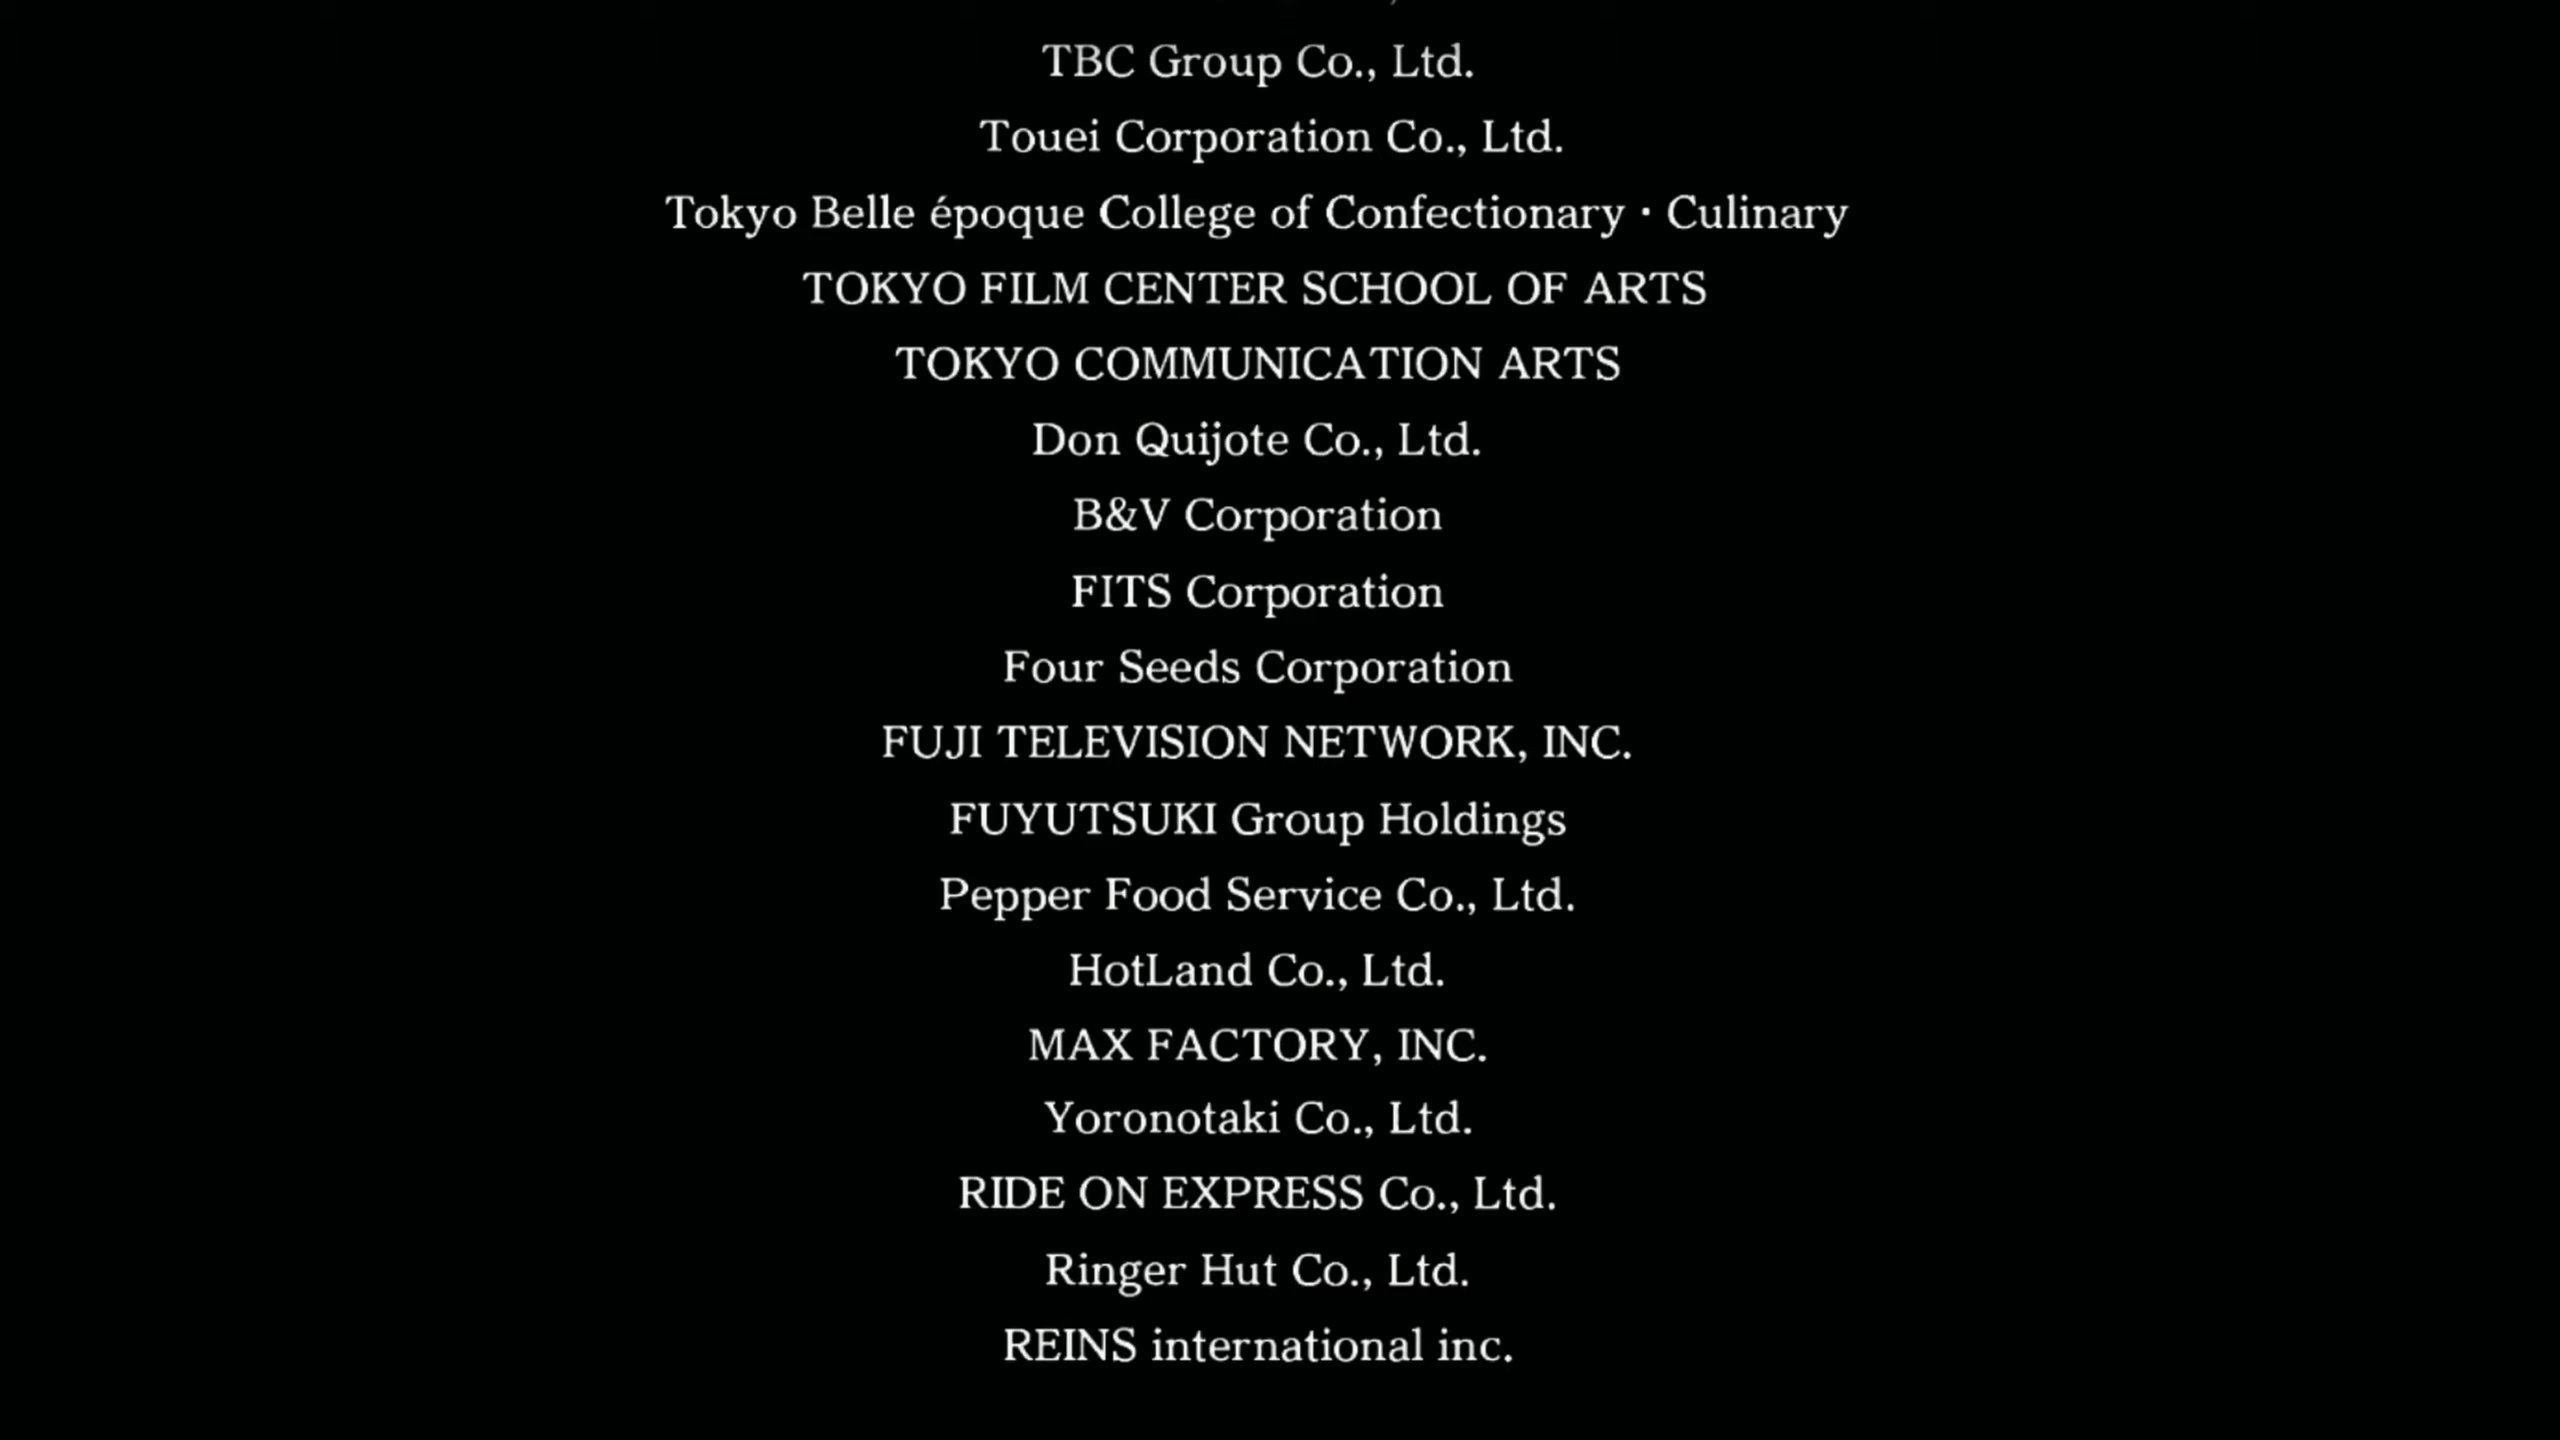 TBC Group Co., Ltd.
Touei Corporation Co., Ltd.
Tokyo Belle époque College of Confectionary・Culinary
TOKYO FILM CENTER SCHOOL OF ARTS
TOKYO COMMUNICATION ARTS
Don Quijote Co., Ltd.
B&V Corporation
FITS Corporation
Four Seeds Corporation
FUJI TELEVISION NETWORK, INC.
FUYUTSUKI Group Holdings
Pepper Food Service Co., Ltd.
HotLand Co., Ltd.
MAX FACTORY, INC.
Yoronotaki Co., Ltd.
RIDE ON EXPRESS Co., Ltd.
Ringer Hut Co., Ltd.
REINS international inc.